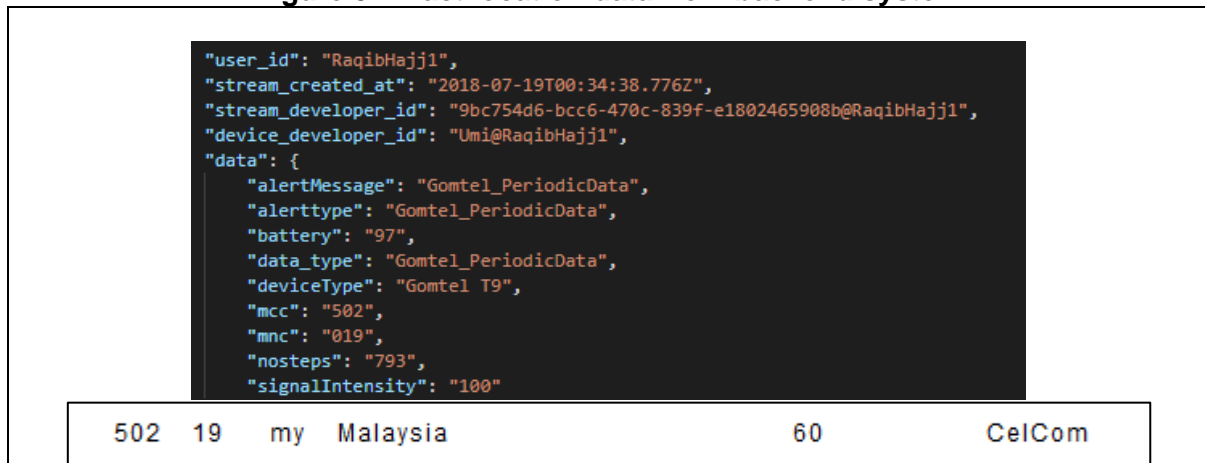 "user_id": "RaqibHajj1",
"stream_created_at": "2018-07-19T00:34:38.776Z",
"stream_developer_id": "9bc754d6-bcc6-470c-839f-e1802465908b@RaqibHajj1",
"device_developer_id": "Umi@RaqibHajj1",
"data": {
"alertMessage": "Gomtel_PeriodicData",
"alerttype": "Gomtel_PeriodicData",
"battery": "97",
"data_type": "Gomtel_PeriodicData",
"deviceType": "Gomtel T9",
"mcc": "502",
"mnc": "019",
"nosteps": "793",
"signalIntensity": "100"
502 19 my Malaysia 60 CelCom